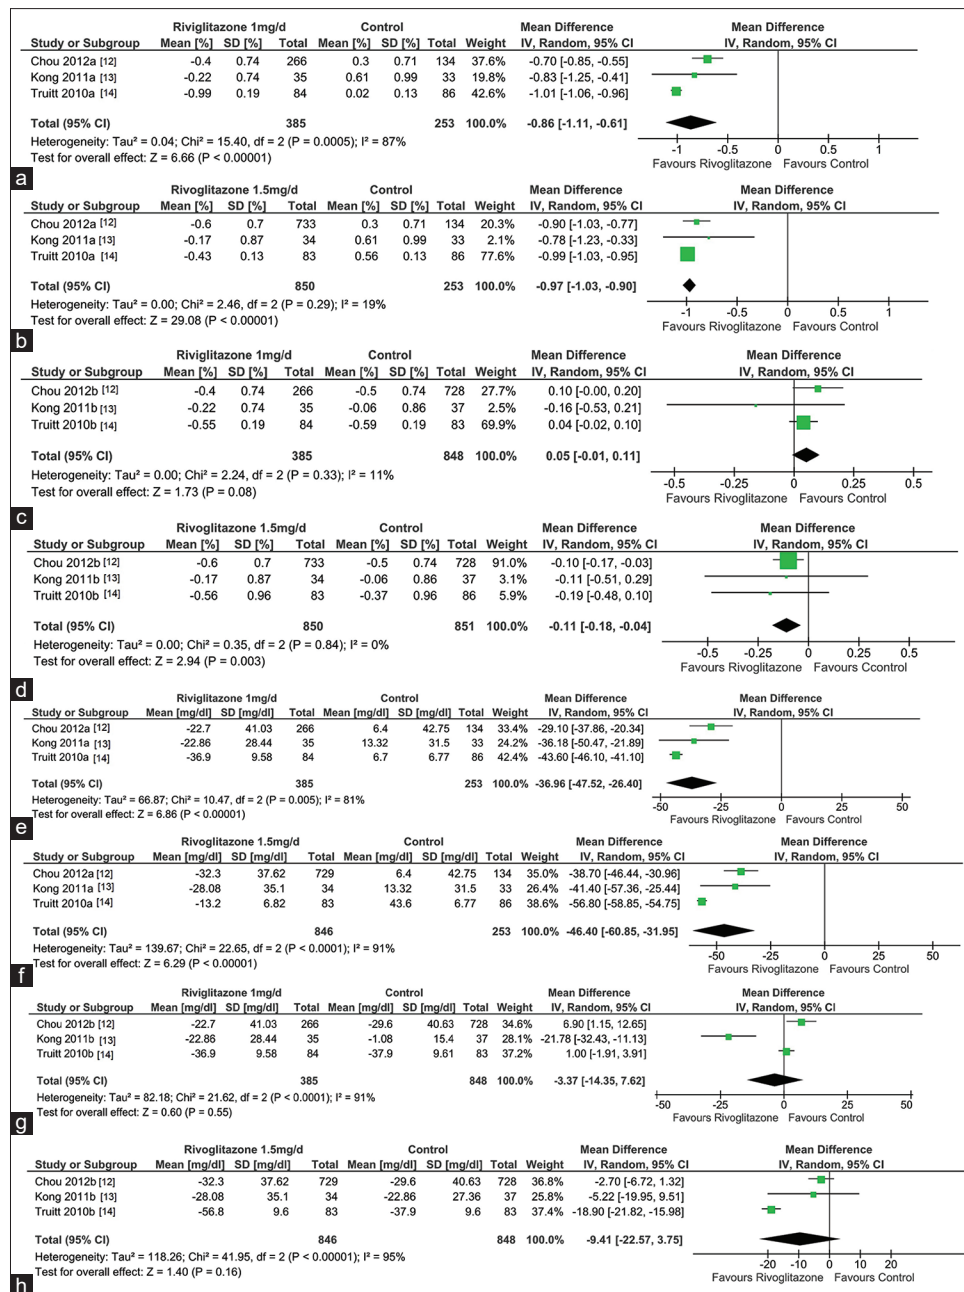 Riviglitazone 1mg/d Control Mean Difference Mean Difference
Study or Subgroup Mean [%] SD [%] Total Mean [%] SD [%] Total Weight IV, Random, 95% CI IV, Random, 95% CI
Chou 2012a [12] -0.4 0.74 266 0.3 0.71 134 37.6% -0.70 [-0.85, -0.55]
Kong 2011a [13] -0.22 0.74 35 0.61 0.99 33 19.8% -0.83 [-1.25, -0.41]
Truitt 2010a [14] -0.99 0.19 84 0.02 0.13 86 42.6% -1.01 [-1.06, -0.96]
Total (95% CI) 385 253 100.0% -0.86 [-1.11, -0.61]
Heterogeneity: Tau² = 0.04; Chi² = 15.40, df = 2 (P = 0.0005); I² = 87%
Test for overall effect: Z = 6.66 (P < 0.00001)
-1 -0.5 0 0.5 1
Favours Rivoglitazone Favours Control
a
Rivoglitazone 1.5mg/d Control Mean Difference Mean Difference
Study or Subgroup Mean [%] SD [%] Total Mean [%] SD [%] Total Weight IV, Random, 95% CI IV, Random, 95% CI
Chou 2012a [12] -0.6 0.7 733 0.3 0.71 134 20.3% -0.90 [-1.03, -0.77]
Kong 2011a [13] -0.17 0.87 34 0.61 0.99 33 2.1% -0.78 [-1.23, -0.33]
Truitt 2010a [14] -0.43 0.13 83 0.56 0.13 86 77.6% -0.99 [-1.03, -0.95]
Total (95% CI) 850 253 100.0% -0.97 [-1.03, -0.90]
Heterogeneity: Tau² = 0.00; Chi² = 2.46, df = 2 (P = 0.29); I² = 19%
Test for overall effect: Z = 29.08 (P < 0.00001)
-1 -0.5 0 0.5 1
Favours Rivoglitazone Favours Control
b
Riviglitazone 1mg/d Control Mean Difference Mean Difference
Study or Subgroup Mean [%] SD [%] Total Mean [%] SD [%] Total Weight IV, Random, 95% CI IV, Random, 95% CI
Chou 2012b [12] -0.4 0.74 266 -0.5 0.74 728 27.7% 0.10 [-0.00, 0.20]
Kong 2011b [13] -0.22 0.74 35 -0.06 0.86 37 2.5% -0.16 [-0.53, 0.21]
Truitt 2010b [14] -0.55 0.19 84 -0.59 0.19 83 69.9% 0.04 [-0.02, 0.10]
Total (95% CI) 385 848 100.0% 0.05 [-0.01, 0.11]
Heterogeneity: Tau² = 0.00; Chi² = 2.24, df = 2 (P = 0.33); I² = 11%
Test for overall effect: Z = 1.73 (P = 0.08)
-0.5 -0.25 0 0.25 0.5
Favours Rivoglitazone Favours Control
c
Rivoglitazone 1.5mg/d Control Mean Difference Mean Difference
Study or Subgroup Mean [%] SD [%] Total Mean [%] SD [%] Total Weight IV, Random, 95% CI IV, Random, 95% CI
Chou 2012b [12] -0.6 0.7 733 -0.5 0.74 728 91.0% -0.10 [-0.17, -0.03]
Kong 2011b [13] -0.17 0.87 34 -0.06 0.86 37 3.1% -0.11 [-0.51, 0.29]
Truitt 2010b [14] -0.56 0.96 83 -0.37 0.96 86 5.9% -0.19 [-0.48, 0.10]
Total (95% CI) 850 851 100.0% -0.11 [-0.18, -0.04]
Heterogeneity: Tau² = 0.00; Chi² = 0.35, df = 2 (P = 0.84); I² = 0%
Test for overall effect: Z = 2.94 (P = 0.003)
-0.5 -0.25 0 0.25 0.5
Favours Rivoglitazone Favours Ccontrol
d
Riviglitazone 1mg/d Control Mean Difference Mean Difference
Study or Subgroup Mean [mg/dl] SD [mg/dl] Total Mean [mg/dl] SD [mg/dl] Total Weight IV, Random, 95% CI IV, Random, 95% CI
Chou 2012a [12] -22.7 41.03 266 6.4 42.75 134 33.4% -29.10 [-37.86, -20.34]
Kong 2011a [13] -22.86 28.44 35 13.32 31.5 33 24.2% -36.18 [-50.47, -21.89]
Truitt 2010a [14] -36.9 9.58 84 6.7 6.77 86 42.4% -43.60 [-46.10, -41.10]
Total (95% CI) 385 253 100.0% -36.96 [-47.52, -26.40]
Heterogeneity: Tau² = 66.87; Chi² = 10.47, df = 2 (P = 0.005); I² = 81%
Test for overall effect: Z = 6.86 (P < 0.00001)
-50 -25 0 25 50
Favours Rivoglitazone Favours Control
e
Rivoglitazone 1.5mg/d Control Mean Difference Mean Difference
Study or Subgroup Mean [mg/dl] SD [mg/dl] Total Mean [mg/dl] SD [mg/dl] Total Weight IV, Random, 95% CI IV, Random, 95% CI
Chou 2012a [12] -32.3 37.62 729 6.4 42.75 134 35.0% -38.70 [-46.44, -30.96]
Kong 2011a [13] -28.08 35.1 34 13.32 31.5 33 26.4% -41.40 [-57.36, -25.44]
Truitt 2010a [14] -13.2 6.82 83 43.6 6.77 86 38.6% -56.80 [-58.85, -54.75]
Total (95% CI) 846 253 100.0% -46.40 [-60.85, -31.95]
Heterogeneity: Tau² = 139.67; Chi² = 22.65, df = 2 (P < 0.0001); I² = 91%
Test for overall effect: Z = 6.29 (P < 0.00001)
-50 -25 0 25 50
Favours Rivoglitazone Favours Control
f
Riviglitazone 1mg/d Control Mean Difference Mean Difference
Study or Subgroup Mean [mg/dl] SD [mg/dl] Total Mean [mg/dl] SD [mg/dl] Total Weight IV, Random, 95% CI IV, Random, 95% CI
Chou 2012b [12] -22.7 41.03 266 -29.6 40.63 728 34.6% 6.90 [1.15, 12.65]
Kong 2011b [13] -22.86 28.44 35 -1.08 15.4 37 28.1% -21.78 [-32.43, -11.13]
Truitt 2010b [14] -36.9 9.58 84 -37.9 9.61 83 37.2% 1.00 [-1.91, 3.91]
Total (95% CI) 385 848 100.0% -3.37 [-14.35, 7.62]
Heterogeneity: Tau² = 82.18; Chi² = 21.62, df = 2 (P < 0.0001); I² = 91%
Test for overall effect: Z = 0.60 (P = 0.55)
-50 -25 0 25 50
Favours Rivoglitazone Favours Control
g
Rivoglitazone 1.5mg/d Control Mean Difference Mean Difference
Study or Subgroup Mean [mg/dl] SD [mg/dl] Total Mean [mg/dl] SD [mg/dl] Total Weight IV, Random, 95% CI IV, Random, 95% CI
Chou 2012b [12] -32.3 37.62 729 -29.6 40.63 728 36.8% -2.70 [-6.72, 1.32]
Kong 2011b [13] -28.08 35.1 34 -22.86 27.36 37 25.8% -5.22 [-19.95, 9.51]
Truitt 2010b [14] -56.8 9.6 83 -37.9 9.6 83 37.4% -18.90 [-21.82, -15.98]
Total (95% CI) 846 848 100.0% -9.41 [-22.57, 3.75]
Heterogeneity: Tau² = 118.26; Chi² = 41.95, df = 2 (P < 0.00001); I² = 95%
Test for overall effect: Z = 1.40 (P = 0.16)
-20 -10 0 10 20
Favours Rivoglitazone Favours Control
h